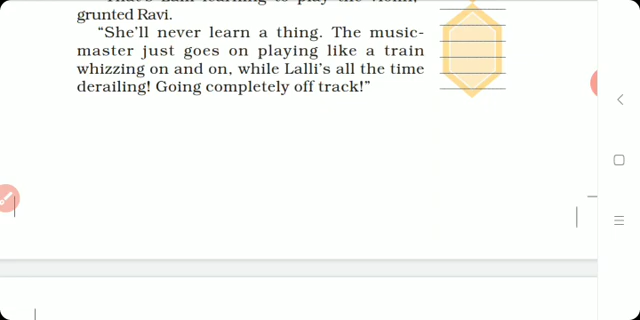 grunted Ravi.
“She’ll never learn a thing. The music-
master just goes on playing like a train
whizzing on and on, while Lalli’s all the time
derailing! Going completely off track!”